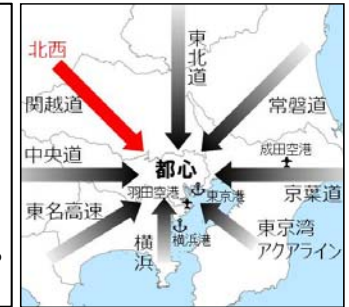 北西
東北道
関越道
常磐道
中央道
成田空港
都心
羽田空港
東京港
京葉道
東名高速
横浜
横浜港
東京湾
アクアライン